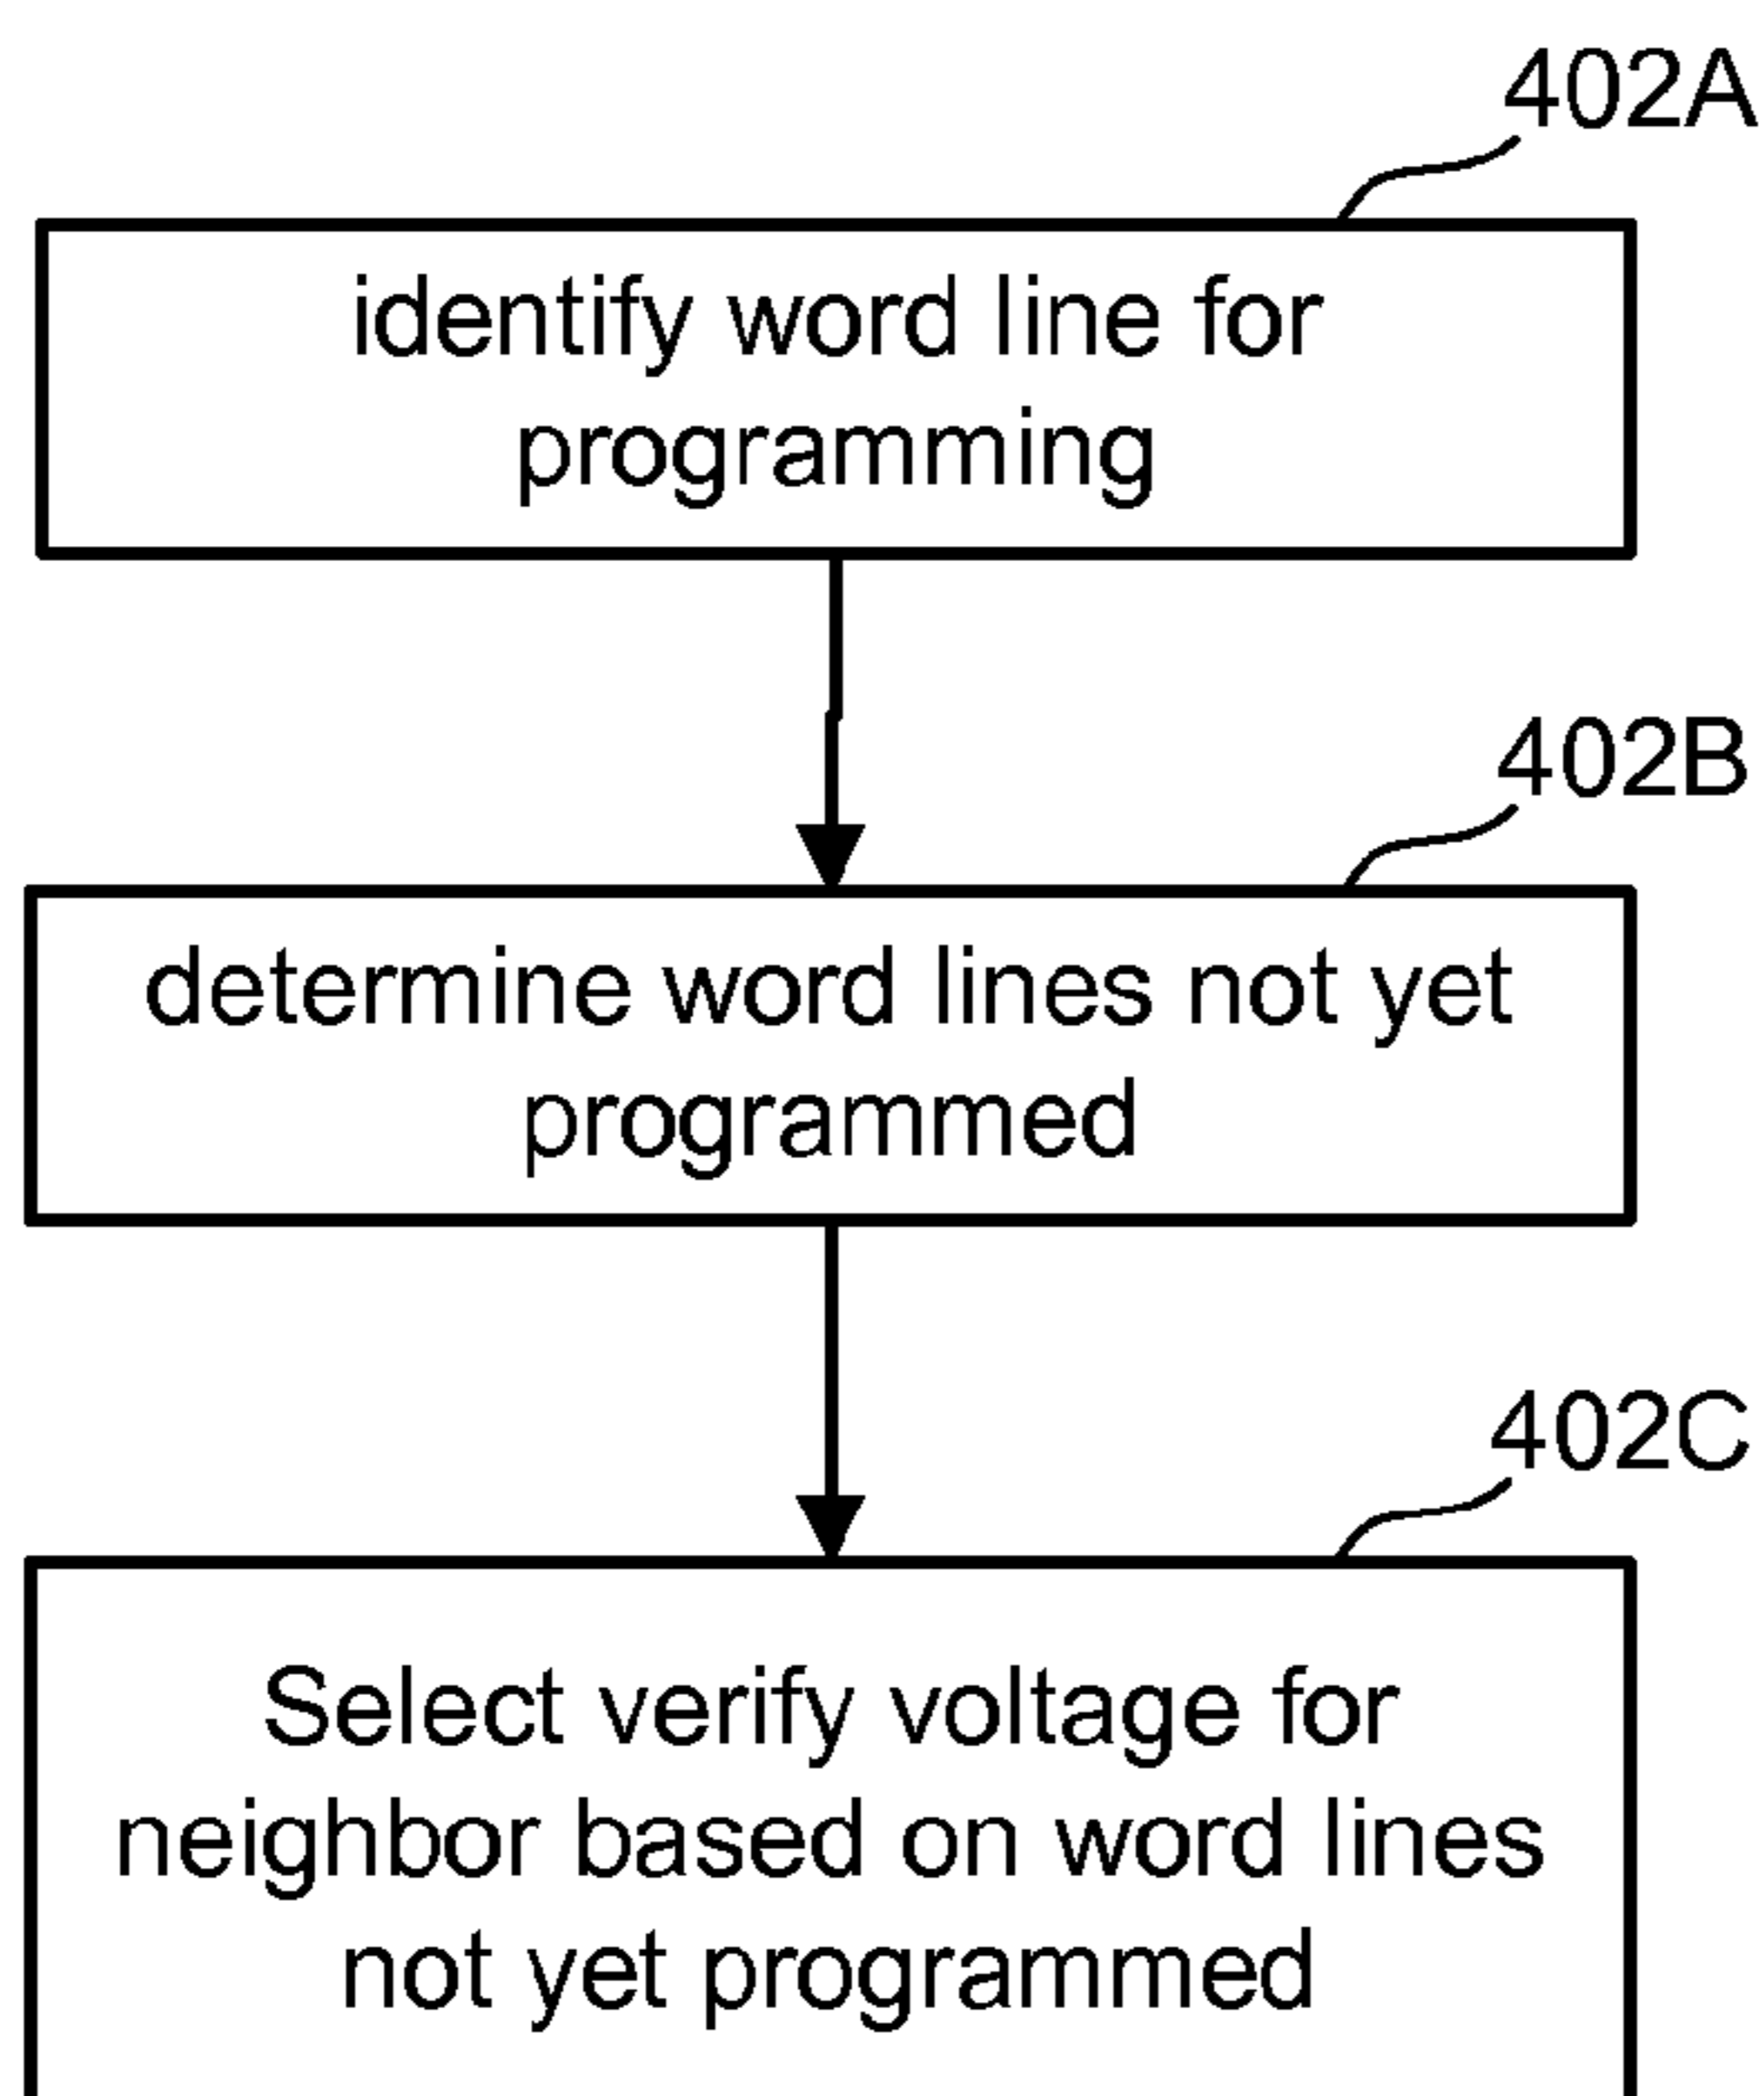 402A
identify word line for
programming
402B
determine word lines not yet
programmed
402C
Select verify voltage for
neighbor based on word lines
not yet programmed